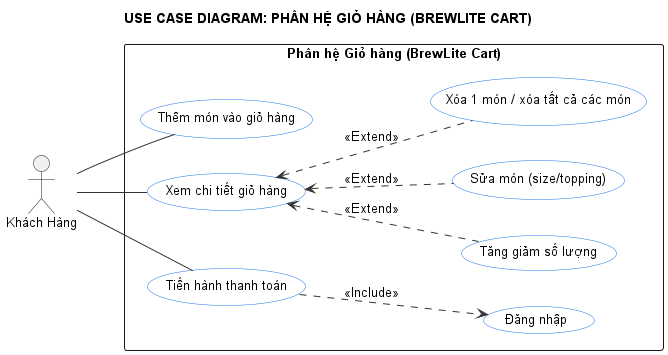 USE CASE DIAGRAM: PHÂN HỆ GIỎ HÀNG (BREWLITE CART)
Phân hệ Giỏ hàng (BrewLite Cart)
Xóa 1 món / xóa tất cả các món
Thêm món vào giỏ hàng
«Extend»
Sửa món (size/topping)
«Extend»
Xem chi tiết giỏ hàng
«Extend»
Khách Hàng
Tăng giảm số lượng
Tiến hành thanh toán
«Include»
Đăng nhập